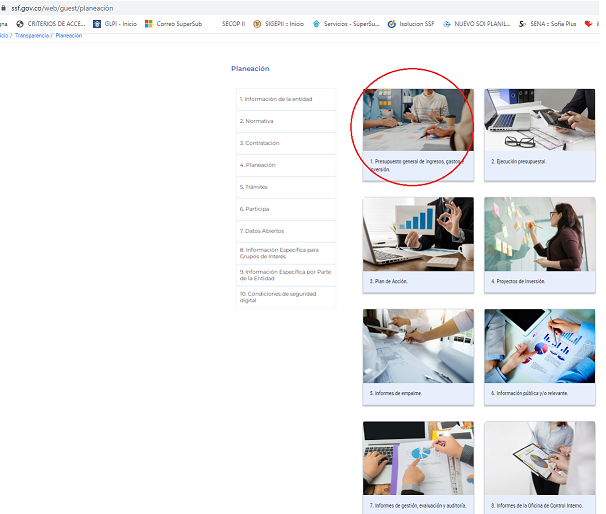 ssf.gov.co/web/guest/planeación
gna CRITERIOS DE ACCE... GLPI - Inicio Correo SuperSub SECOP II SIGEPII :: Inicio Servicios - SuperSu... Isolucion SSF NUEVO SOI PLANIL... SENA :: Sofia Plus
icio / Transparencia / Planeación
Planeación
1. Información de la entidad
2. Normativa
3. Contratación
4. Planeación
5. Trámites
6. Participa
7. Datos Abiertos
8. Información Específica para
Grupos de Interés
9. Información Específica por Parte
de la Entidad
10. Condiciones de seguridad
digital
1. Presupuesto general de ingresos, gastos e
inversión.
2. Ejecución presupuestal.
3. Plan de Acción.
4. Proyectos de Inversión.
5. Informes de empalme.
6. Información pública y/o relevante.
7. Informes de gestión, evaluación y auditoría.
8. Informes de la Oficina de Control Interno.